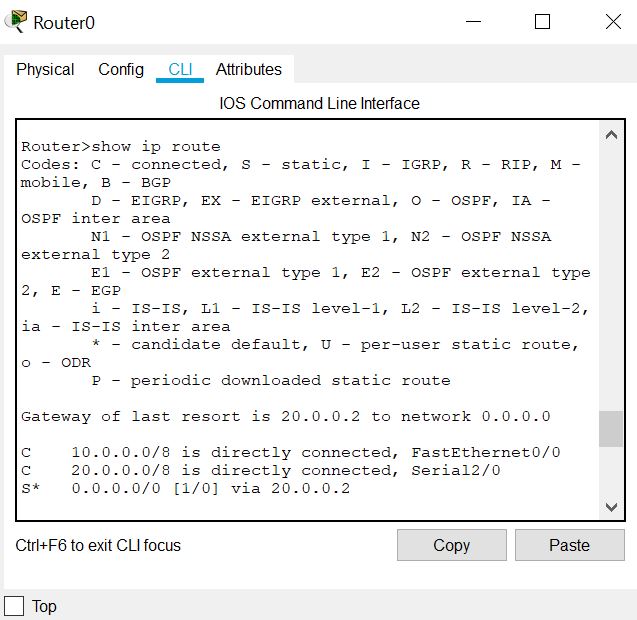 Router0
Physical Config CLI Attributes
IOS Command Line Interface
Router>show ip route
Codes: C - connected, S - static, I - IGRP, R - RIP, M -
mobile, B - BGP
       D - EIGRP, EX - EIGRP external, O - OSPF, IA -
OSPF inter area
       N1 - OSPF NSSA external type 1, N2 - OSPF NSSA
external type 2
       E1 - OSPF external type 1, E2 - OSPF external type
2, E - EGP
       i - IS-IS, L1 - IS-IS level-1, L2 - IS-IS level-2,
ia - IS-IS inter area
       * - candidate default, U - per-user static route,
o - ODR
       P - periodic downloaded static route
Gateway of last resort is 20.0.0.2 to network 0.0.0.0
C    10.0.0.0/8 is directly connected, FastEthernet0/0
C    20.0.0.0/8 is directly connected, Serial2/0
S*   0.0.0.0/0 [1/0] via 20.0.0.2
Ctrl+F6 to exit CLI focus Copy Paste
Top